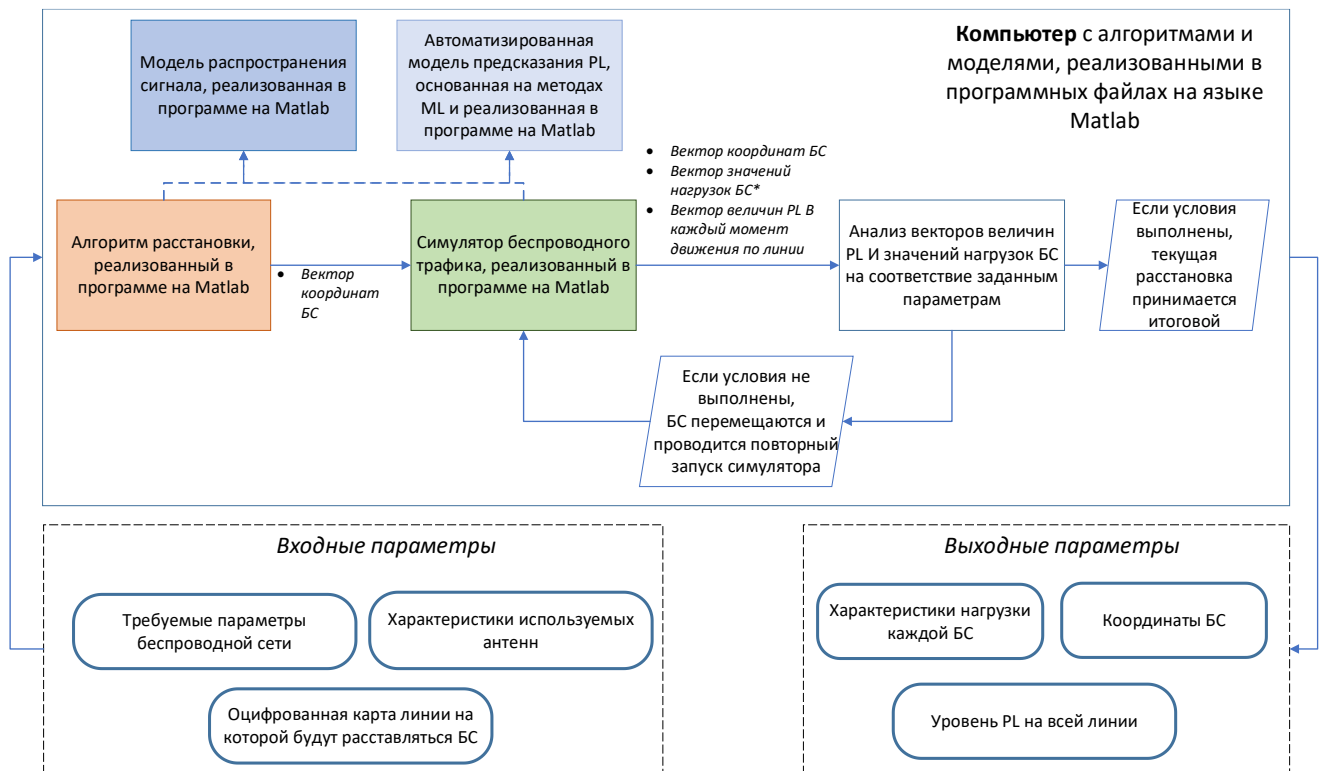 Модель распространения
сигнала, реализованная в
программе на Matlab
Автоматизированная
модель предсказания PL,
основанная на методах
ML и реализованная в
программе на Matlab
Компьютер с алгоритмами и
моделями, реализованными в
программных файлах на языке
Matlab
Алгоритм расстановки,
реализованный в
программе на Matlab
• Вектор
координат
БС
Симулятор беспроводного
трафика, реализованный в
программе на Matlab
• Вектор координат БС
• Вектор значений
нагрузок БС*
• Вектор величин PL В
каждый момент
движения по линии
Анализ векторов величин
PL И значений нагрузок БС
на соответствие заданным
параметрам
Если условия
выполнены,
текущая
расстановка
принимается
итоговой
Если условия не
выполнены,
БС перемещаются и
проводится повторный
запуск симулятора
Входные параметры
Требуемые параметры
беспроводной сети
Характеристики используемых
антенн
Оцифрованная карта линии на
которой будут расставляться БС
Выходные параметры
Характеристики нагрузки
каждой БС
Координаты БС
Уровень PL на всей линии